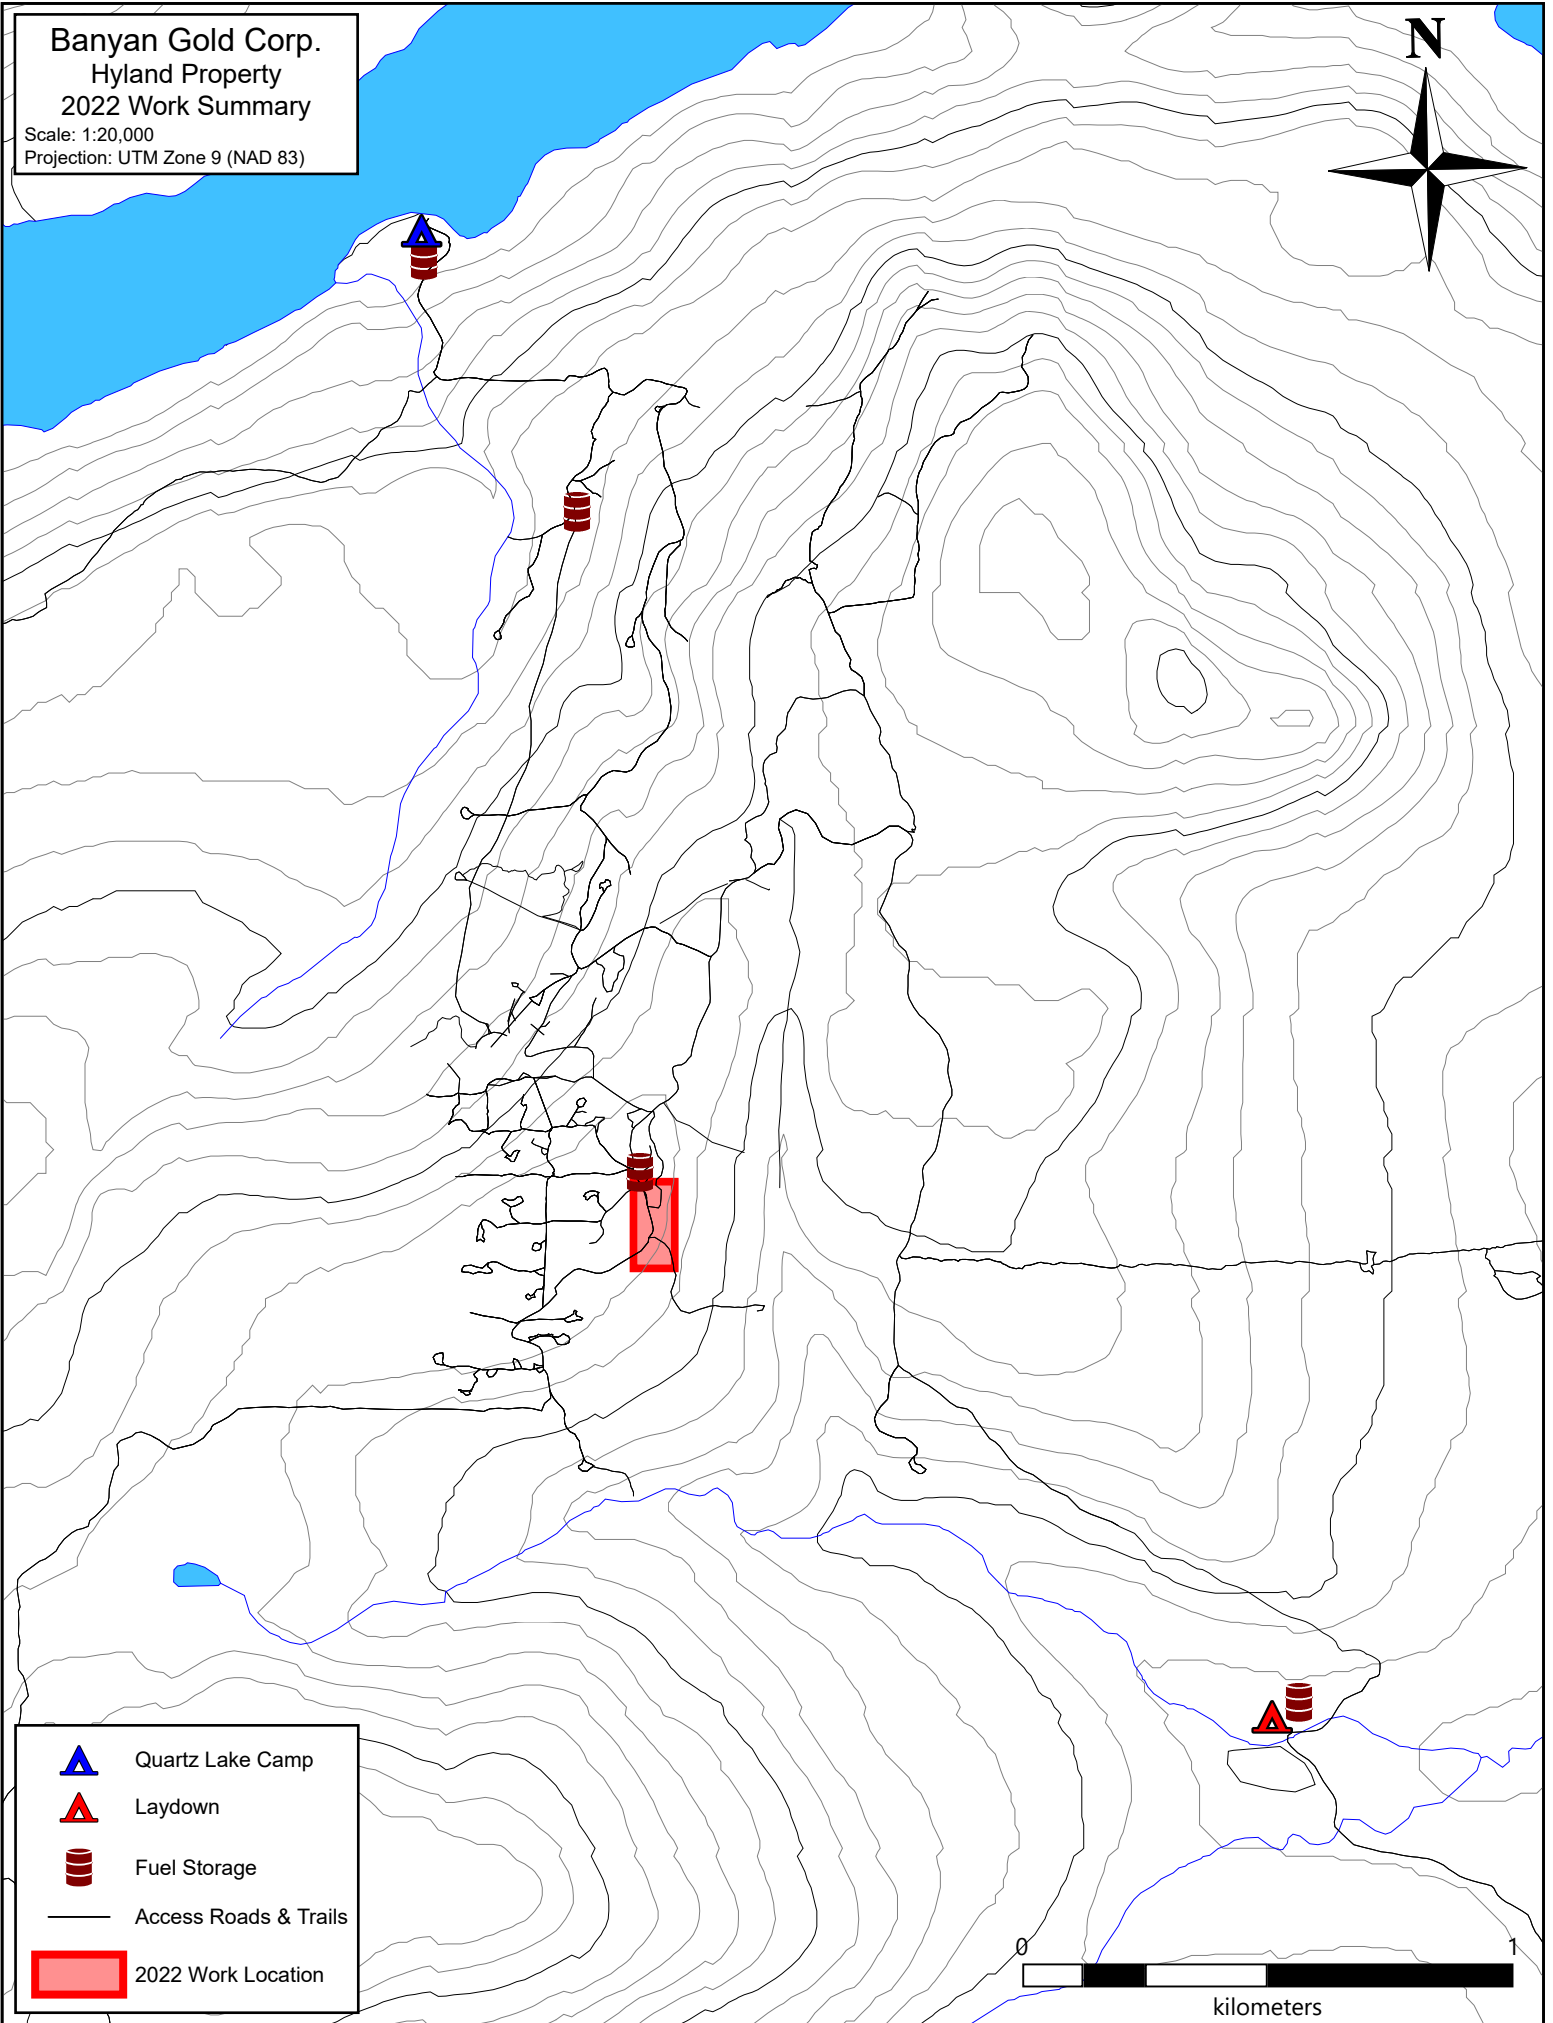 Banyan Gold Corp.
Hyland Property
2022 Work Summary
Scale: 1:20,000
Projection: UTM Zone 9 (NAD 83)
N
Quartz Lake Camp
Laydown
Fuel Storage
Access Roads & Trails
2022 Work Location
0 1
kilometers